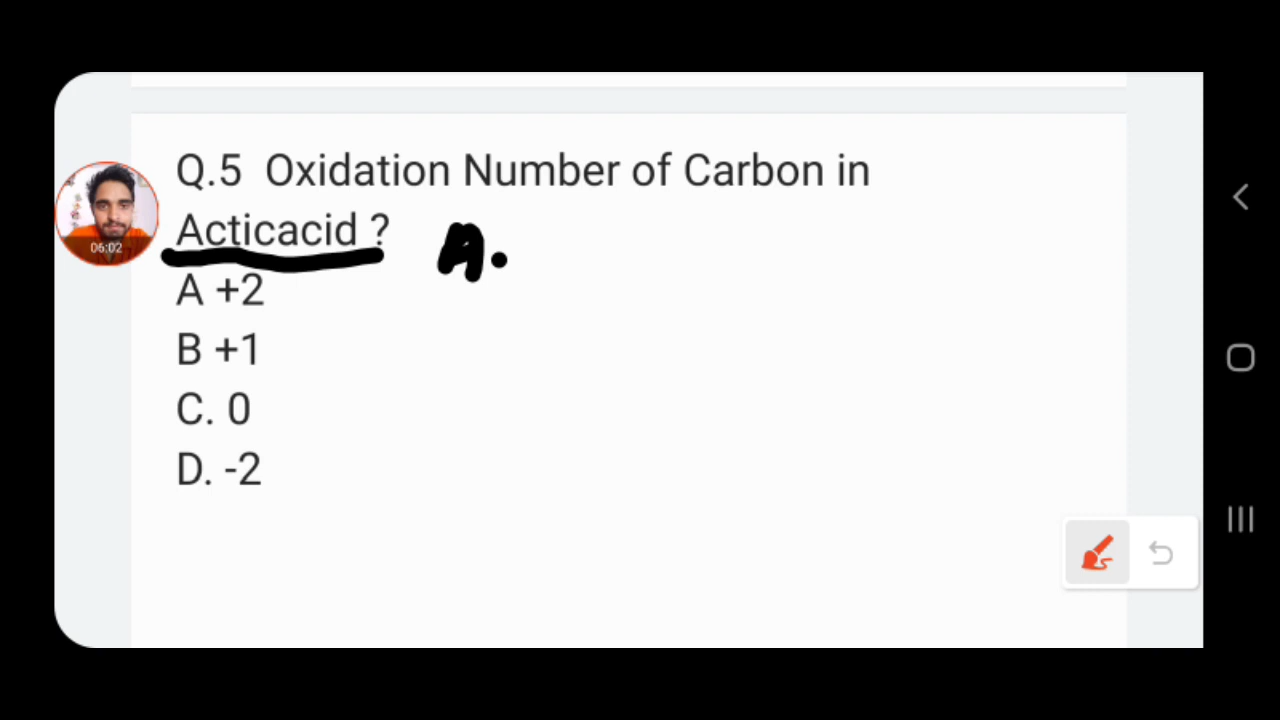 Q.5 Oxidation Number of Carbon in
Acticacid ?
A.
06:02
A +2
B +1
C. 0
D. -2